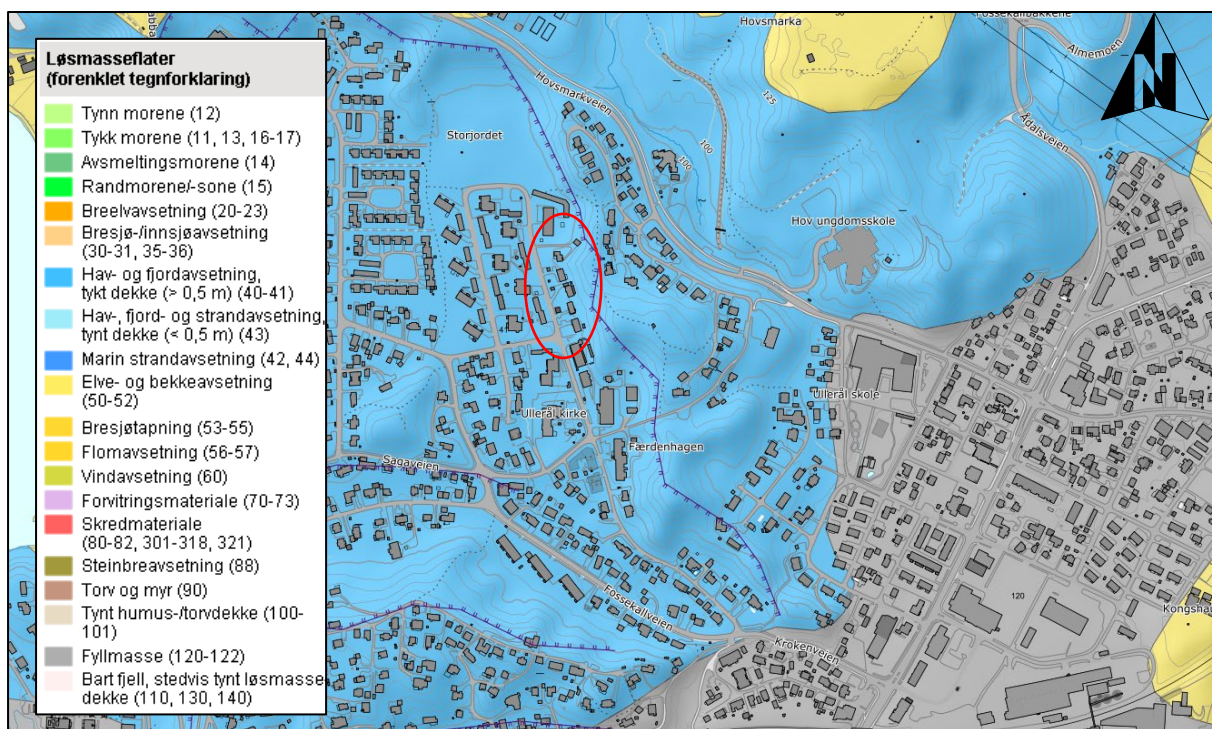 Hovsmarka
Fossekallbakkene
Almemoen
Løsmasseflater
(forenklet tegnforklaring)
Tynn morene (12)
Tykk morene (11, 13, 16-17)
Avsmeltingsmorene (14)
Randmorene/-sone (15)
Breelvavsetning (20-23)
Bresjø-/innsjøavsetning
(30-31, 35-36)
Hav- og fjordavsetning,
tykt dekke (> 0,5 m) (40-41)
Hav-, fjord- og strandavsetning,
tynt dekke (< 0,5 m) (43)
Marin strandavsetning (42, 44)
Elve- og bekkeavsetning
(50-52)
Bresjøtapning (53-55)
Flomavsetning (56-57)
Vindavsetning (60)
Forvitringsmateriale (70-73)
Skredmateriale
(80-82, 301-318, 321)
Steinbreavsetning (88)
Torv og myr (90)
Tynt humus-/torvdekke (100-
101)
Fyllmasse (120-122)
Bart fjell, stedvis tynt løsmasse
dekke (110, 130, 140)
N
Hovsmarkveien
125
Ådalsveien
Storjordet
100
100
Hov ungdomsskole
Ullerål skole
Ullerål kirke
Færdenhagen
Sagaveien
Fossekallveien
120
Krokenveien